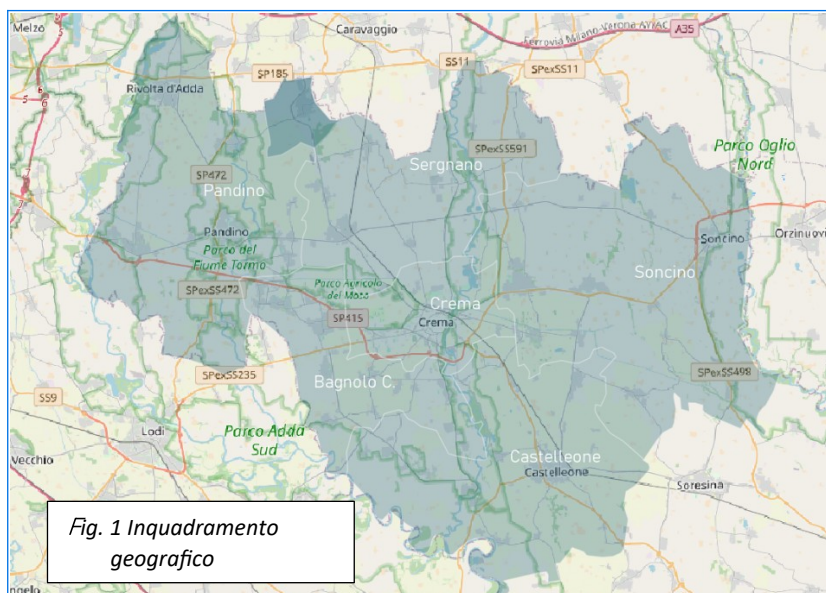 Melzo
Caravaggio
Ferrovia Milano-Verona AV/AC
A35
SP185
SS11
SPexSS11
Rivolta d'Adda
Sergnano
SPexSS591
Parco Oglio
Nord
SP472
Pandino
Pandino
Soncino
Orzinuovi
Parco del
Fiume Tormo
Soncino
Parco Agricolo
del Moso
SPexSS472
Crema
SP415
Crema
SPexSS235
Bagnolo C.
SPexSS498
SS9
Lodi
Parco Adda
Sud
Vecchio
Castelleone
Castelleone
Soresina
Fig. 1 Inquadramento
geografico
ngelo